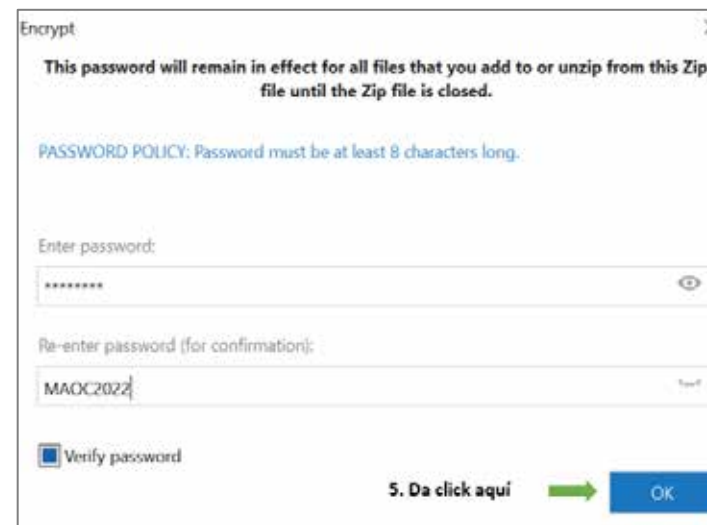 Encrypt
This password will remain in effect for all files that you add to or unzip from this Zip
file until the Zip file is closed.
PASSWORD POLICY: Password must be at least 8 characters long.
Enter password:
********
Re-enter password (for confirmation):
MAOC2022
Verify password
5. Da click aquí
OK